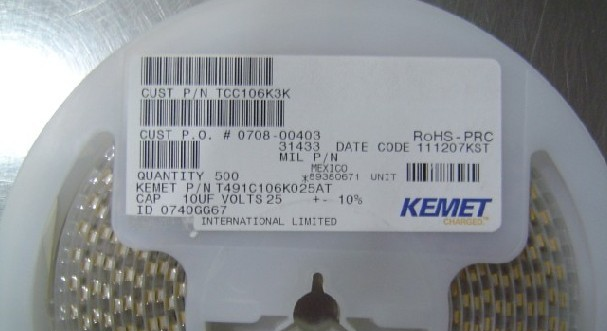 CUST P/N TCC106K3K
CUST P.O. # 0708-00403 RoHS-PRC
31433 DATE CODE 111207KST
MIL P/N
MEXICO
QUANTITY 500 *89380671 UNIT
KEMET P/N T491C106K025AT
CAP 10UF VOLTS 25 +- 10%
ID 0740GG67
INTERNATIONAL LIMITED
KEMET
CHARGED.